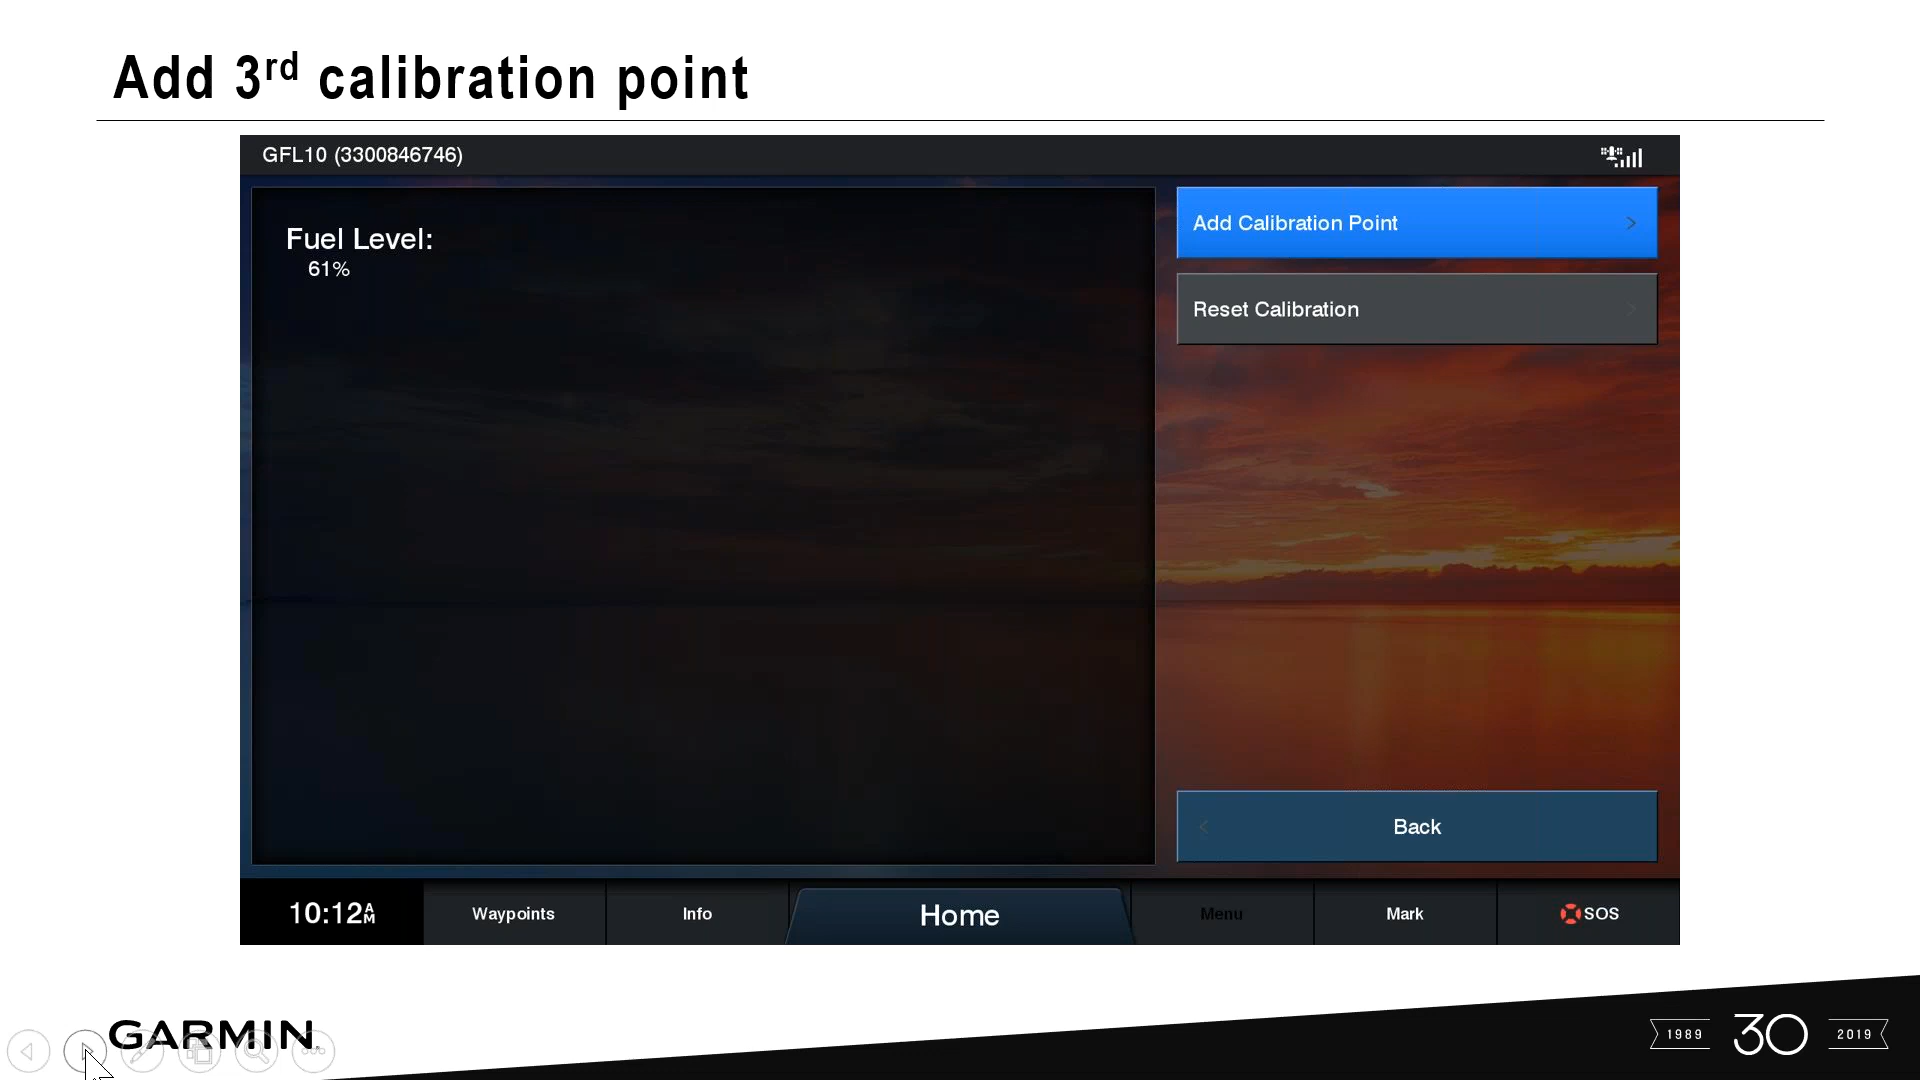 Add 3rd calibration point
GFL10 (3300846746)
Fuel Level:
61%
Add Calibration Point
Reset Calibration
Back
10:12AM
Waypoints
Info
Home
Menu
Mark
SOS
GARMIN
1989
30
2019